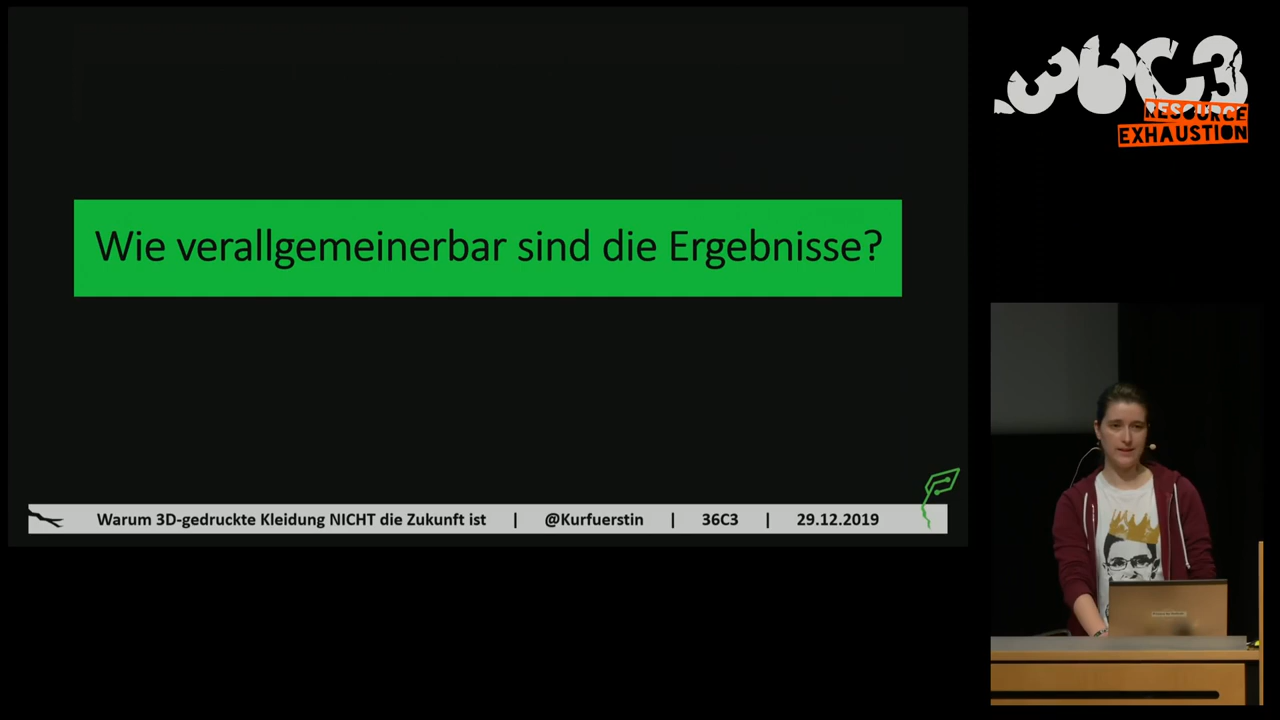 Wie verallgemeinerbar sind die Ergebnisse?
Warum 3D-gedruckte Kleidung NICHT die Zukunft ist | @Kurfuerstin | 36C3 | 29.12.2019
36C3
RESOURCE
EXHAUSTION